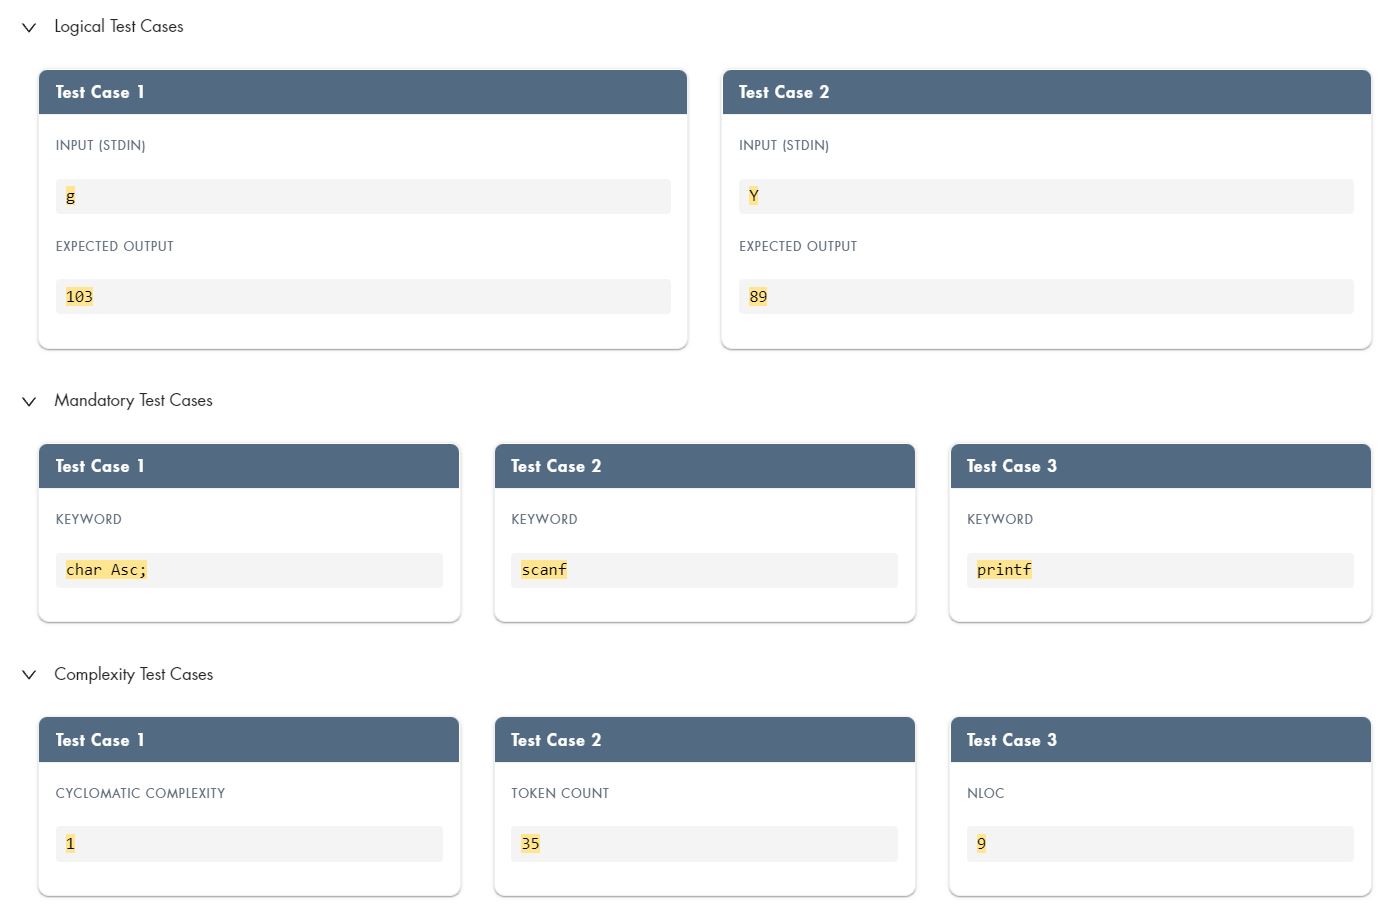 Logical Test Cases
Test Case 1
INPUT (STDIN)
g
EXPECTED OUTPUT
103
Test Case 2
INPUT (STDIN)
Y
EXPECTED OUTPUT
89
Mandatory Test Cases
Test Case 1
KEYWORD
char Asc;
Test Case 2
KEYWORD
scanf
Test Case 3
KEYWORD
printf
Complexity Test Cases
Test Case 1
CYCLOMATIC COMPLEXITY
1
Test Case 2
TOKEN COUNT
35
Test Case 3
NLOC
9